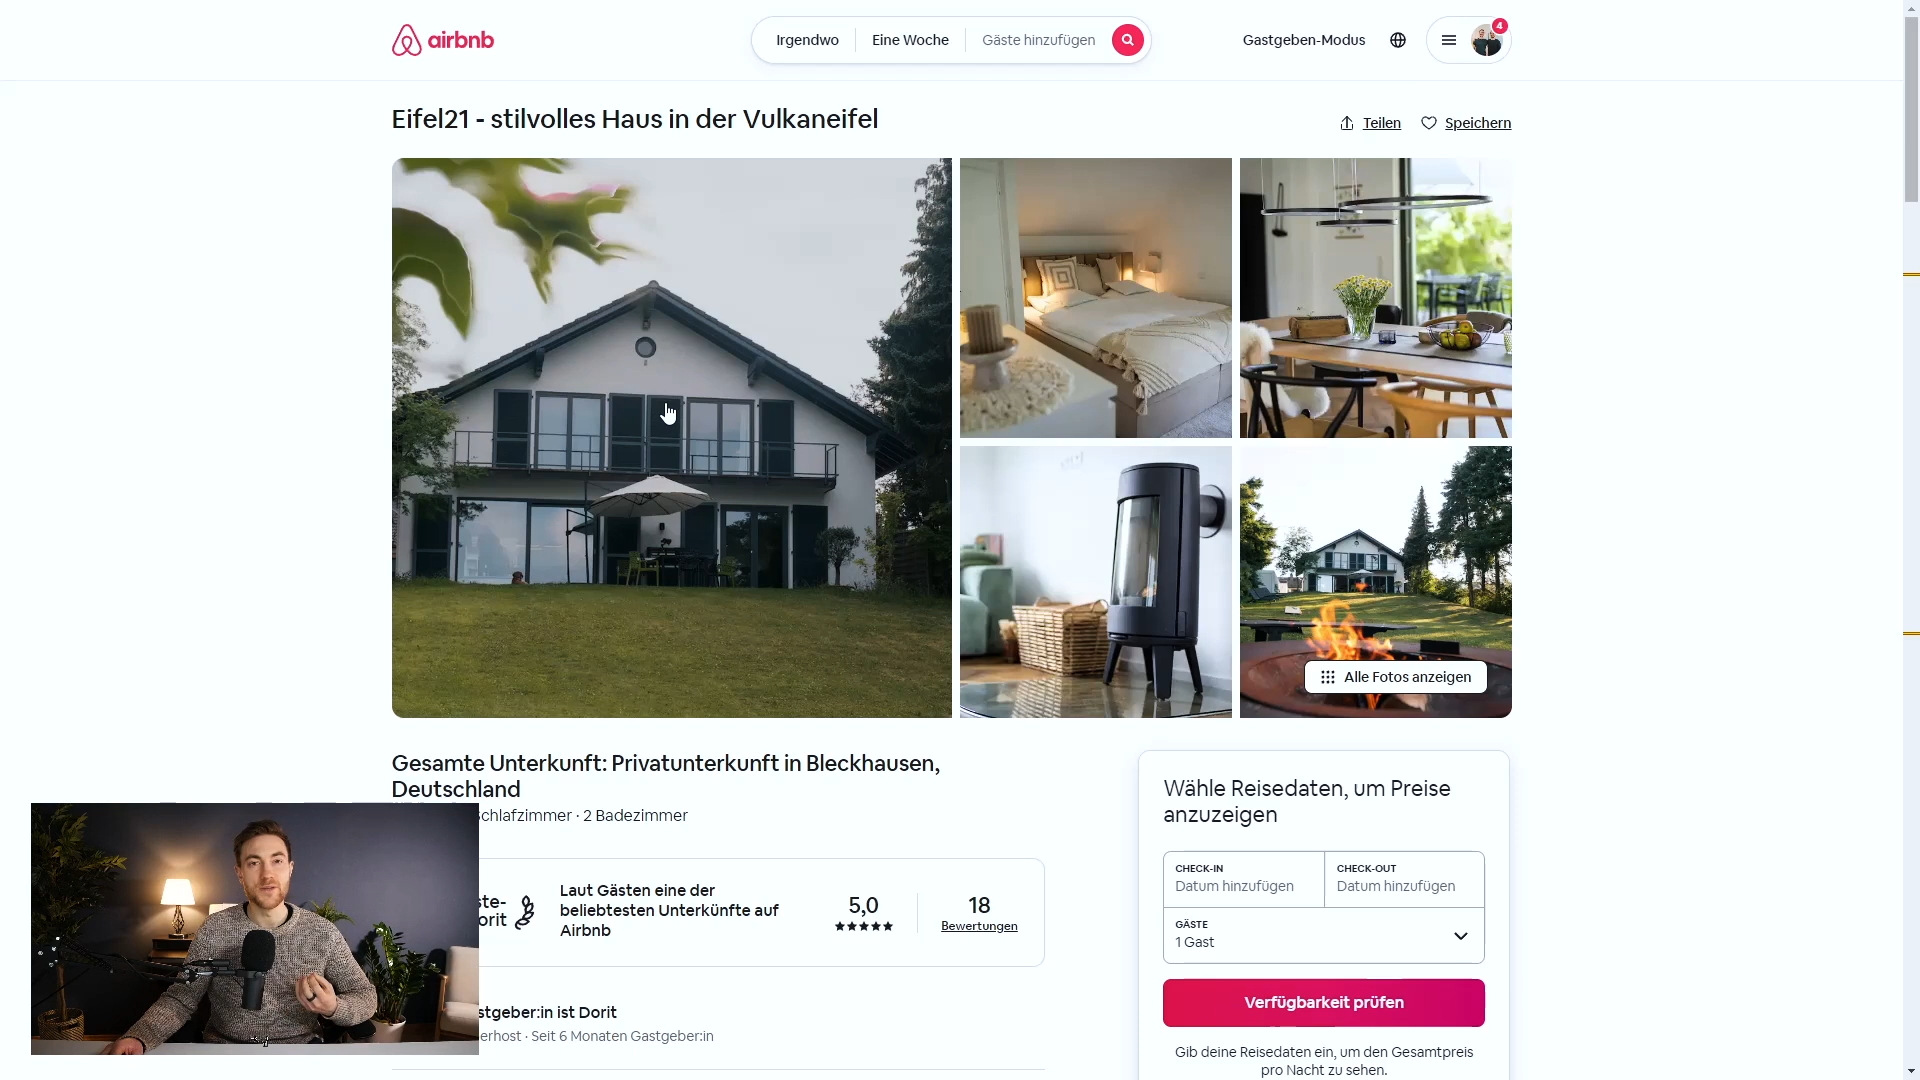 airbnb
Irgendwo
Eine Woche
Gäste hinzufügen
Gastgeben-Modus
4
Eifel21 - stilvolles Haus in der Vulkaneifel
Teilen
Speichern
Alle Fotos anzeigen
Gesamte Unterkunft: Privatunterkunft in Bleckhausen,
Deutschland
Schlafzimmer · 2 Badezimmer
ste-
orit
Laut Gästen eine der
beliebtesten Unterkünfte auf
Airbnb
5,0
18
Bewertungen
stgeber:in ist Dorit
erhost · Seit 6 Monaten Gastgeber:in
Wähle Reisedaten, um Preise
anzuzeigen
CHECK-IN
Datum hinzufügen
CHECK-OUT
Datum hinzufügen
GÄSTE
1 Gast
Verfügbarkeit prüfen
Gib deine Reisedaten ein, um den Gesamtpreis
pro Nacht zu sehen.